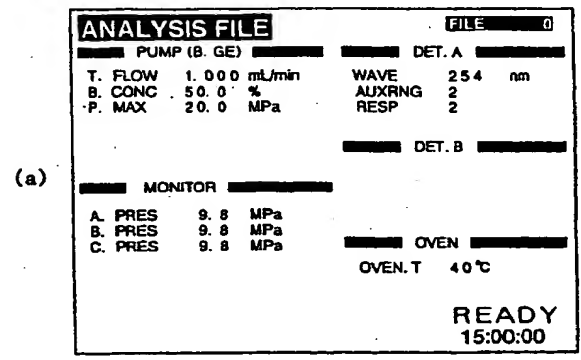 ANALYSIS FILE
FILE 0
PUMP (B. GE)
T. FLOW 1.000 mL/min
B. CONC 50.0 %
P. MAX 20.0 MPa
DET. A
WAVE 254 nm
AUXRNG 2
RESP 2
DET. B
(a)
MONITOR
A. PRES 9.8 MPa
B. PRES 9.8 MPa
C. PRES 9.8 MPa
OVEN
OVEN. T 40℃
READY
15:00:00